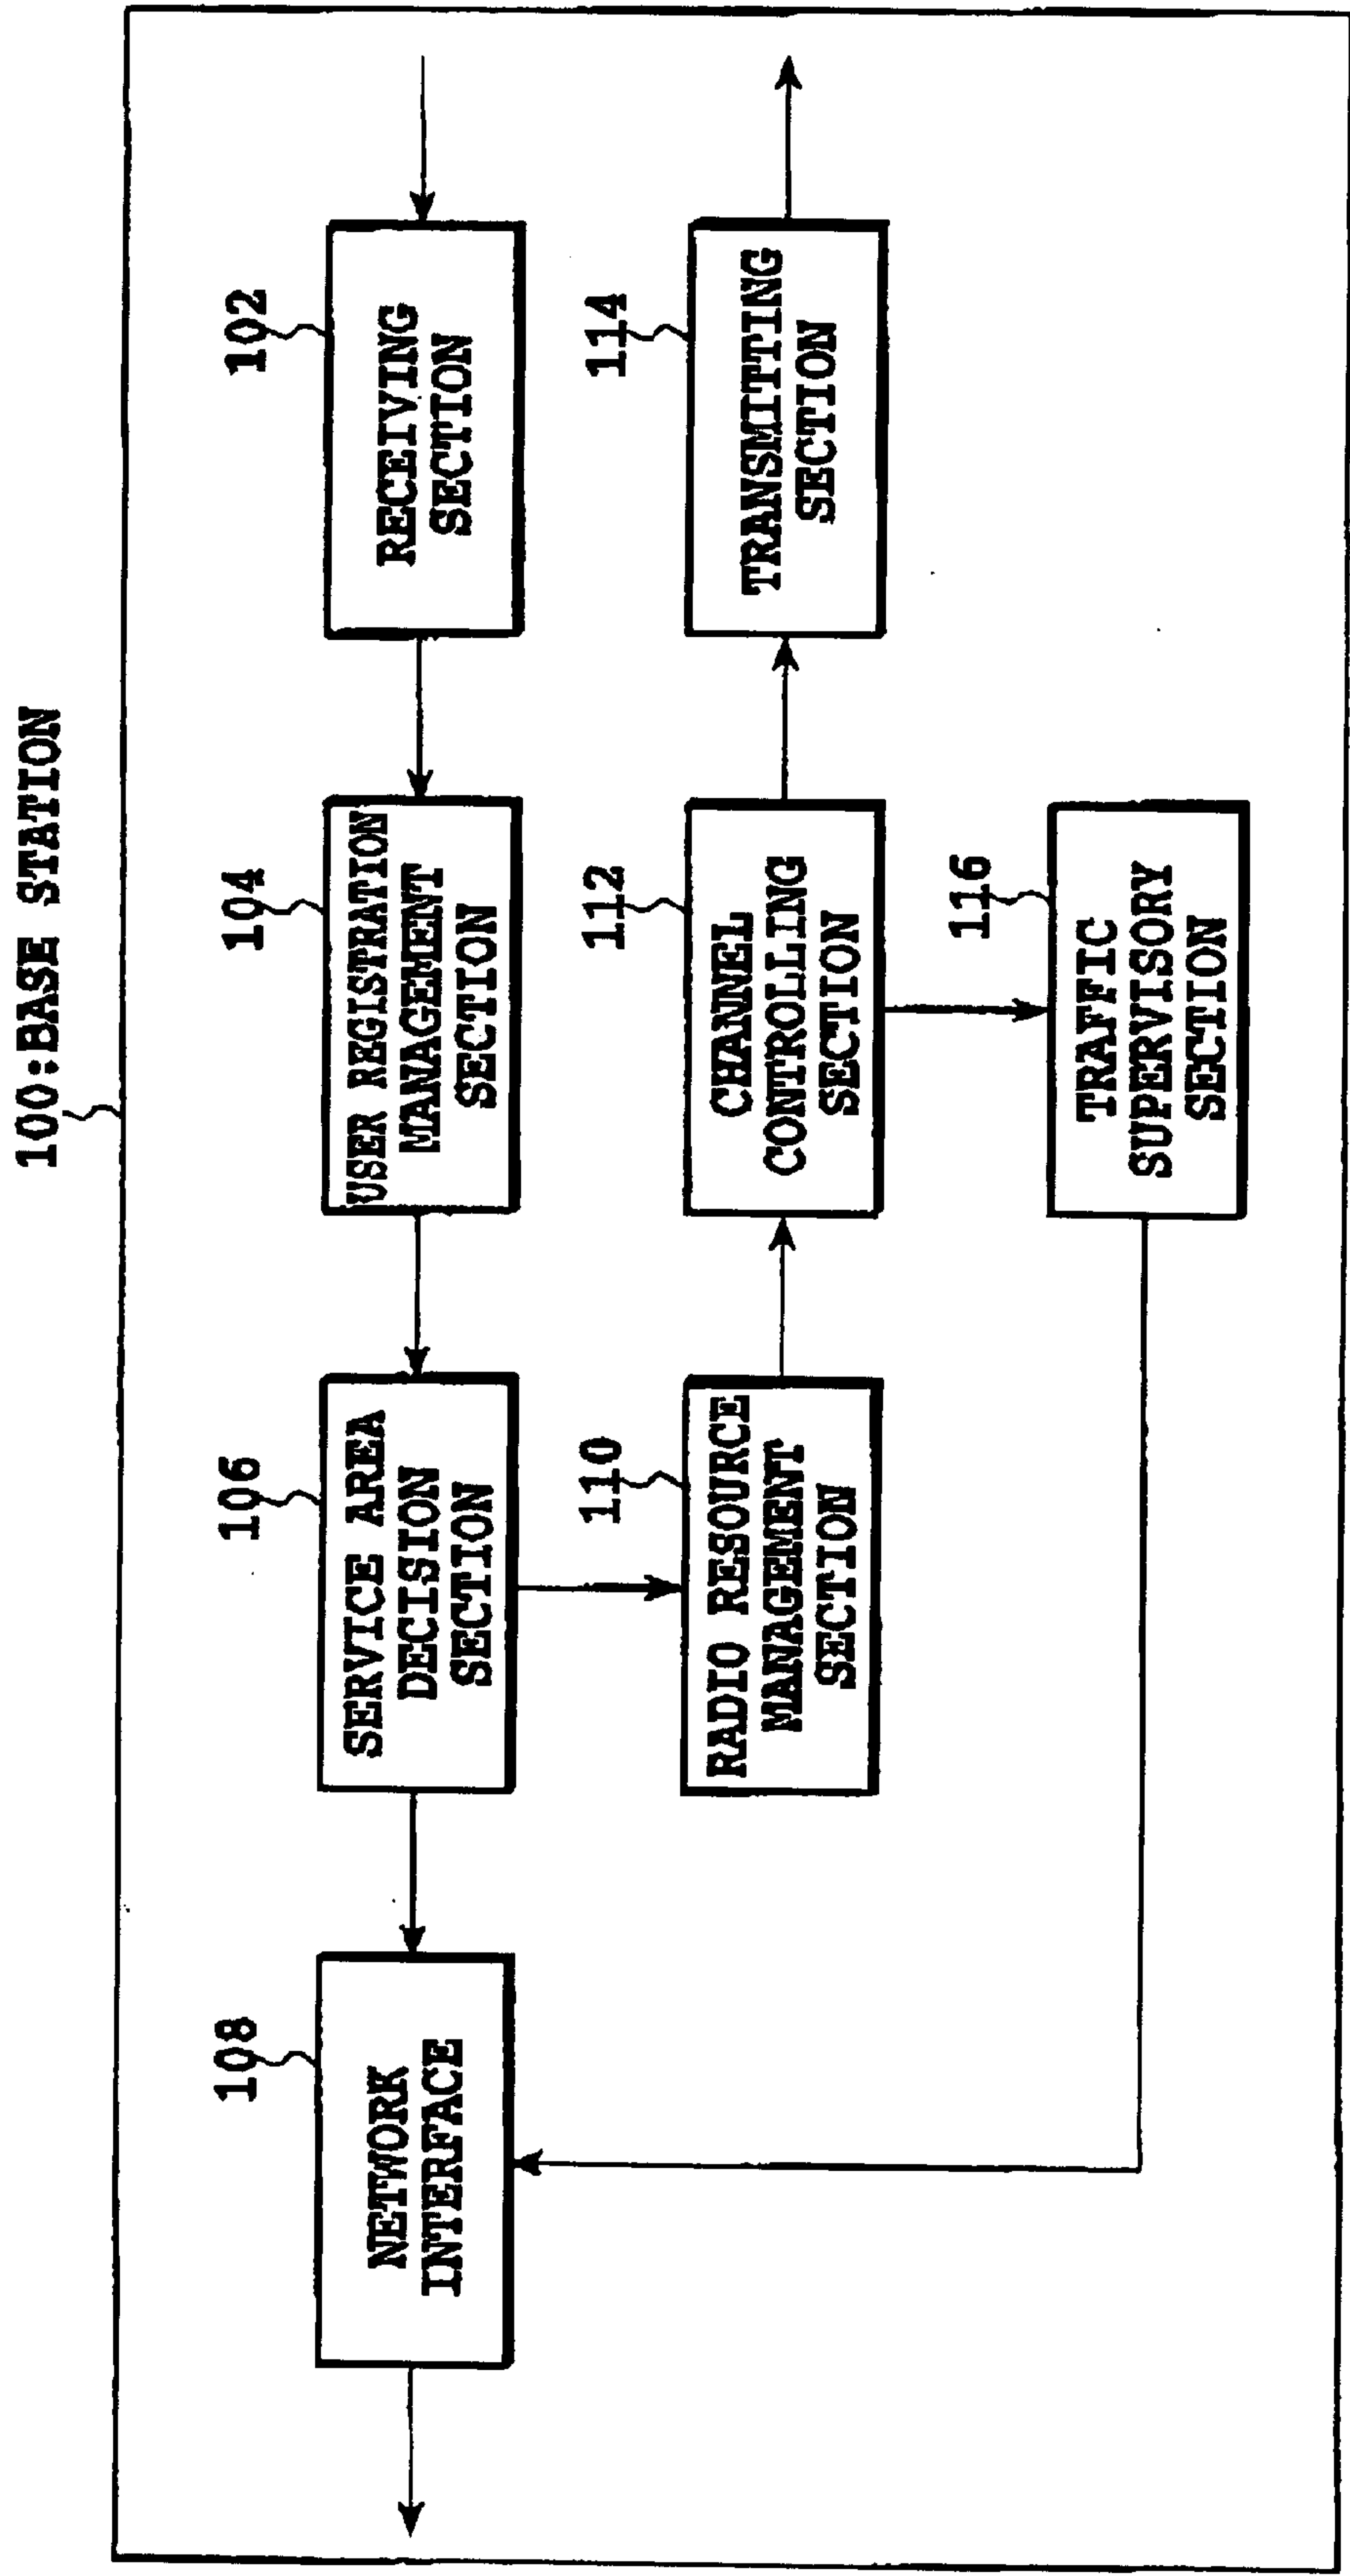 100:BASE STATION
108
NETWORK
INTERFACE
106
SERVICE AREA
DECISION
SECTION
104
USER REGISTRATION
MANAGEMENT
SECTION
102
RECEIVING
SECTION
110
RADIO RESOURCE
MANAGEMENT
SECTION
112
CHANNEL
CONTROLLING
SECTION
114
TRANSMITTING
SECTION
116
TRAFFIC
SUPERVISORY
SECTION